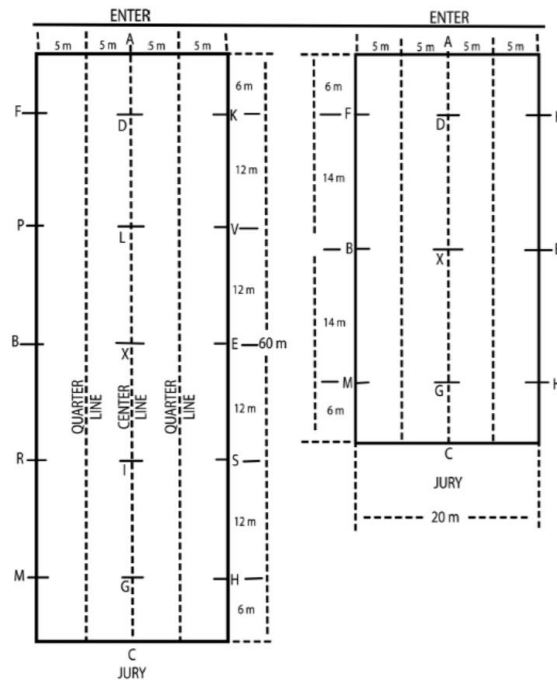 ENTER
A
5 m 5 m 5 m 5 m
6 m
F D K
12 m
P L V
12 m
B X E 60 m
QUARTER LINE
CENTER LINE
QUARTER LINE
12 m
R I S
12 m
M G H
6 m
C
JURY
ENTER
A
5 m 5 m 5 m 5 m
6 m
F D
14 m
B X
14 m
M G H
6 m
C
JURY
20 m